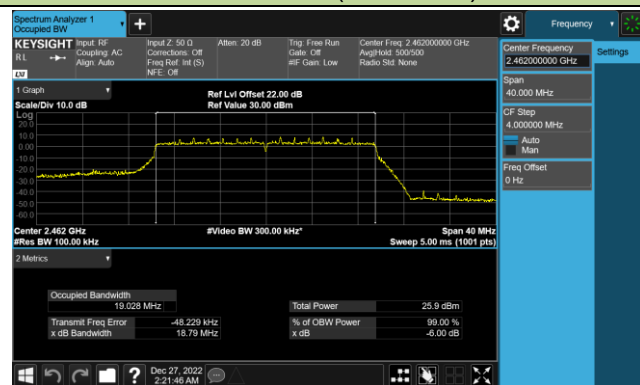 Spectrum Analyzer 1
Occupied BW
+
Frequency
KEYSIGHT
RL
LXI
Input: RF
Coupling: AC
Align: Auto
Input Z: 50 Ω
Corrections: Off
Freq Ref: Int (S)
NFE: Off
Atten: 20 dB
Trig: Free Run
Gate: Off
#IF Gain: Low
Center Freq: 2.462000000 GHz
Avg|Hold: 500/500
Radio Std: None
Center Frequency
2.462000000 GHz
Settings
Span
40.000 MHz
CF Step
4.000000 MHz
Auto
Man
Freq Offset
0 Hz
1 Graph
Scale/Div 10.0 dB
Ref Lvl Offset 22.00 dB
Ref Value 30.00 dBm
Log
20.0
10.0
0.00
-10.0
-20.0
-30.0
-40.0
-50.0
-60.0
Center 2.462 GHz
#Video BW 300.00 kHz*
Span 40 MHz
#Res BW 100.00 kHz
Sweep 5.00 ms (1001 pts)
2 Metrics
Occupied Bandwidth
19.028 MHz
Total Power 25.9 dBm
Transmit Freq Error -48.229 kHz
% of OBW Power 99.00 %
x dB Bandwidth 18.79 MHz
x dB -6.00 dB
?
Dec 27, 2022
2:21:46 AM